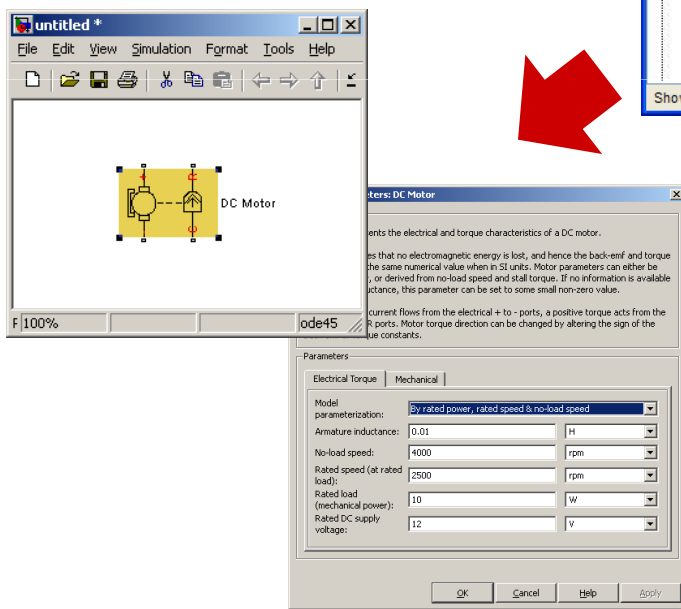 untitled *
File Edit View Simulation Format Tools Help
Show
+ R
DC Motor
- C
F 100% ode45
eters: DC Motor
ents the electrical and torque characteristics of a DC motor.
es that no electromagnetic energy is lost, and hence the back-emf and torque
the same numerical value when in SI units. Motor parameters can either be
, or derived from no-load speed and stall torque. If no information is available
uctance, this parameter can be set to some small non-zero value.
current flows from the electrical + to - ports, a positive torque acts from the
R ports. Motor torque direction can be changed by altering the sign of the
ue constants.
Parameters
Electrical Torque Mechanical
Model
parameterization: By rated power, rated speed & no-load speed
Armature inductance: 0.01 H
No-load speed: 4000 rpm
Rated speed (at rated
load): 2500 rpm
Rated load
(mechanical power): 10 W
Rated DC supply
voltage: 12 V
OK Cancel Help Apply